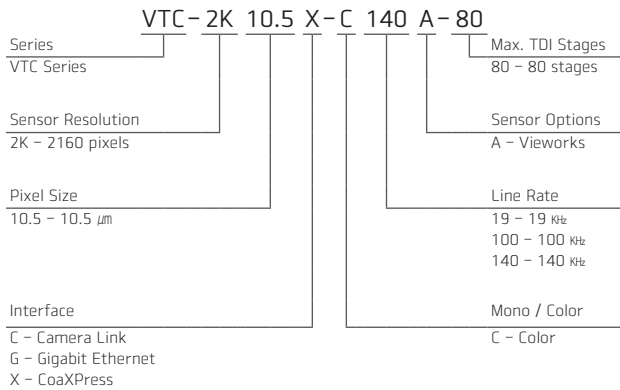 VTC-2K 10.5 X-C 140 A-80
Series
VTC Series
Max. TDI Stages
80 - 80 stages
Sensor Resolution
2K - 2160 pixels
Sensor Options
A - Vieworks
Pixel Size
10.5 - 10.5 ㎛
Line Rate
19 - 19 ㎑
100 - 100 ㎑
140 - 140 ㎑
Interface
C - Camera Link
G - Gigabit Ethernet
X - CoaXPress
Mono / Color
C - Color